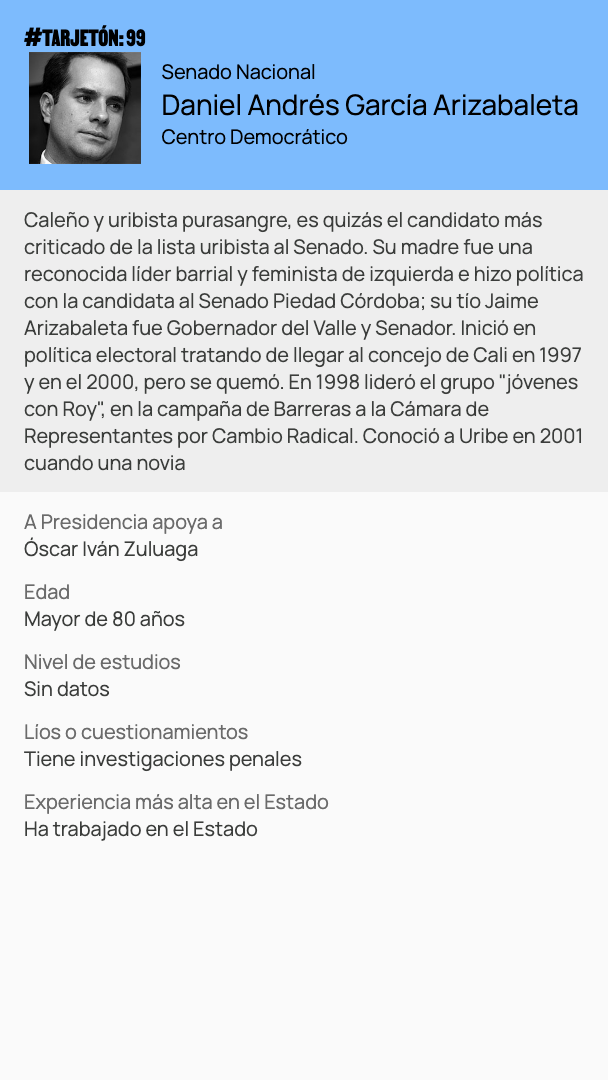 #TARJETÓN: 99
Senado Nacional
Daniel Andrés García Arizabaleta
Centro Democrático
Caleño y uribista purasangre, es quizás el candidato más
criticado de la lista uribista al Senado. Su madre fue una
reconocida líder barrial y feminista de izquierda e hizo política
con la candidata al Senado Piedad Córdoba; su tío Jaime
Arizabaleta fue Gobernador del Valle y Senador. Inició en
política electoral tratando de llegar al concejo de Cali en 1997
y en el 2000, pero se quemó. En 1998 lideró el grupo "jóvenes
con Roy", en la campaña de Barreras a la Cámara de
Representantes por Cambio Radical. Conoció a Uribe en 2001
cuando una novia
A Presidencia apoya a
Óscar Iván Zuluaga
Edad
Mayor de 80 años
Nivel de estudios
Sin datos
Líos o cuestionamientos
Tiene investigaciones penales
Experiencia más alta en el Estado
Ha trabajado en el Estado